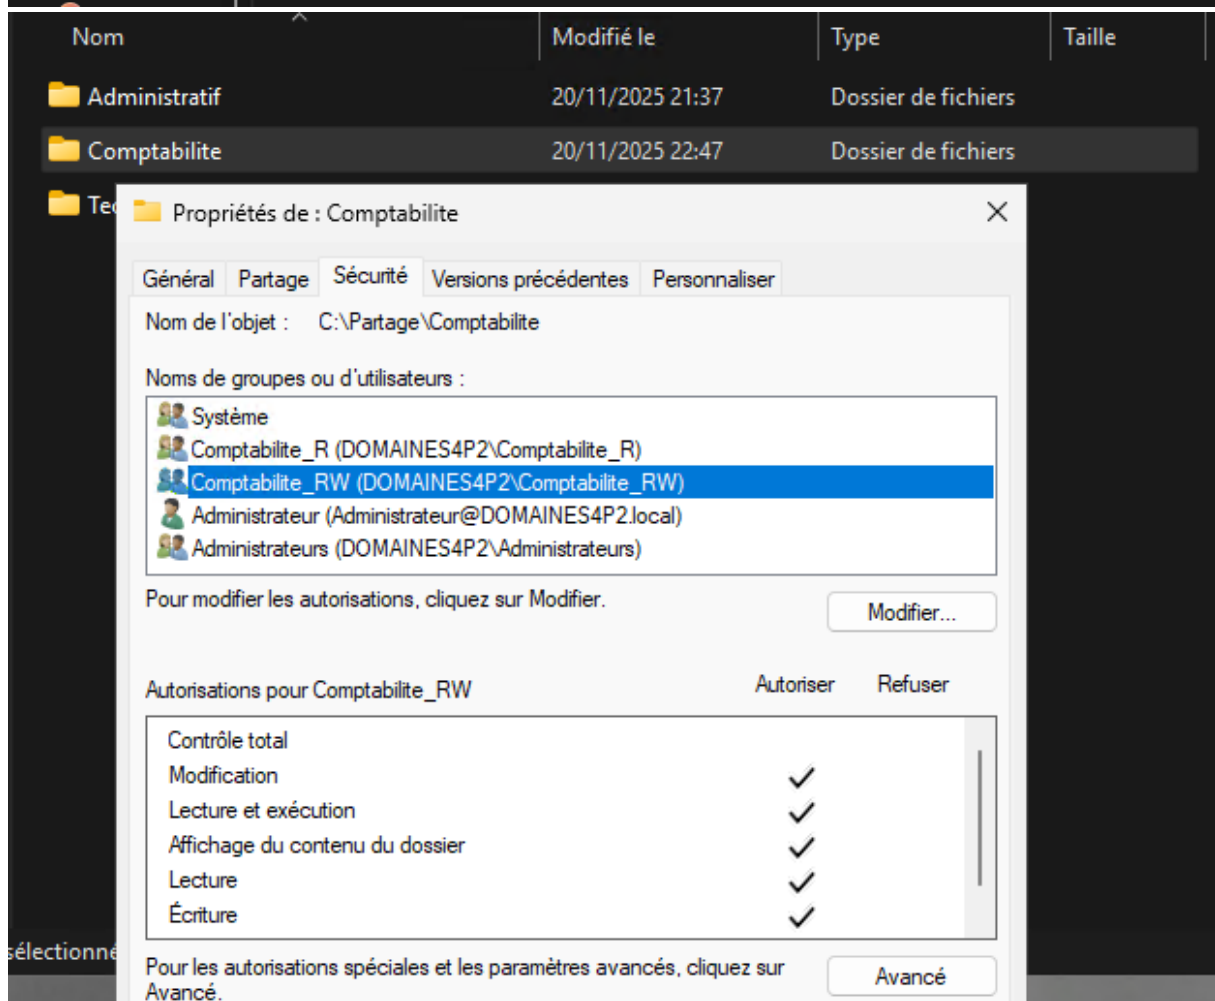 Nom Modifié le Type Taille
Administratif 20/11/2025 21:37 Dossier de fichiers
Comptabilite 20/11/2025 22:47 Dossier de fichiers
Propriétés de : Comptabilite
Général Partage Sécurité Versions précédentes Personnaliser
Nom de l'objet : C:\Partage\Comptabilite
Noms de groupes ou d'utilisateurs :
Système
Comptabilite_R (DOMAINES4P2\Comptabilite_R)
Comptabilite_RW (DOMAINES4P2\Comptabilite_RW)
Administrateur (Administrateur@DOMAINES4P2.local)
Administrateurs (DOMAINES4P2\Administrateurs)
Pour modifier les autorisations, cliquez sur Modifier.
Modifier...
Autorisations pour Comptabilite_RW Autoriser Refuser
Contrôle total
Modification
Lecture et exécution
Affichage du contenu du dossier
Lecture
Écriture
Pour les autorisations spéciales et les paramètres avancés, cliquez sur
Avancé.
Avancé